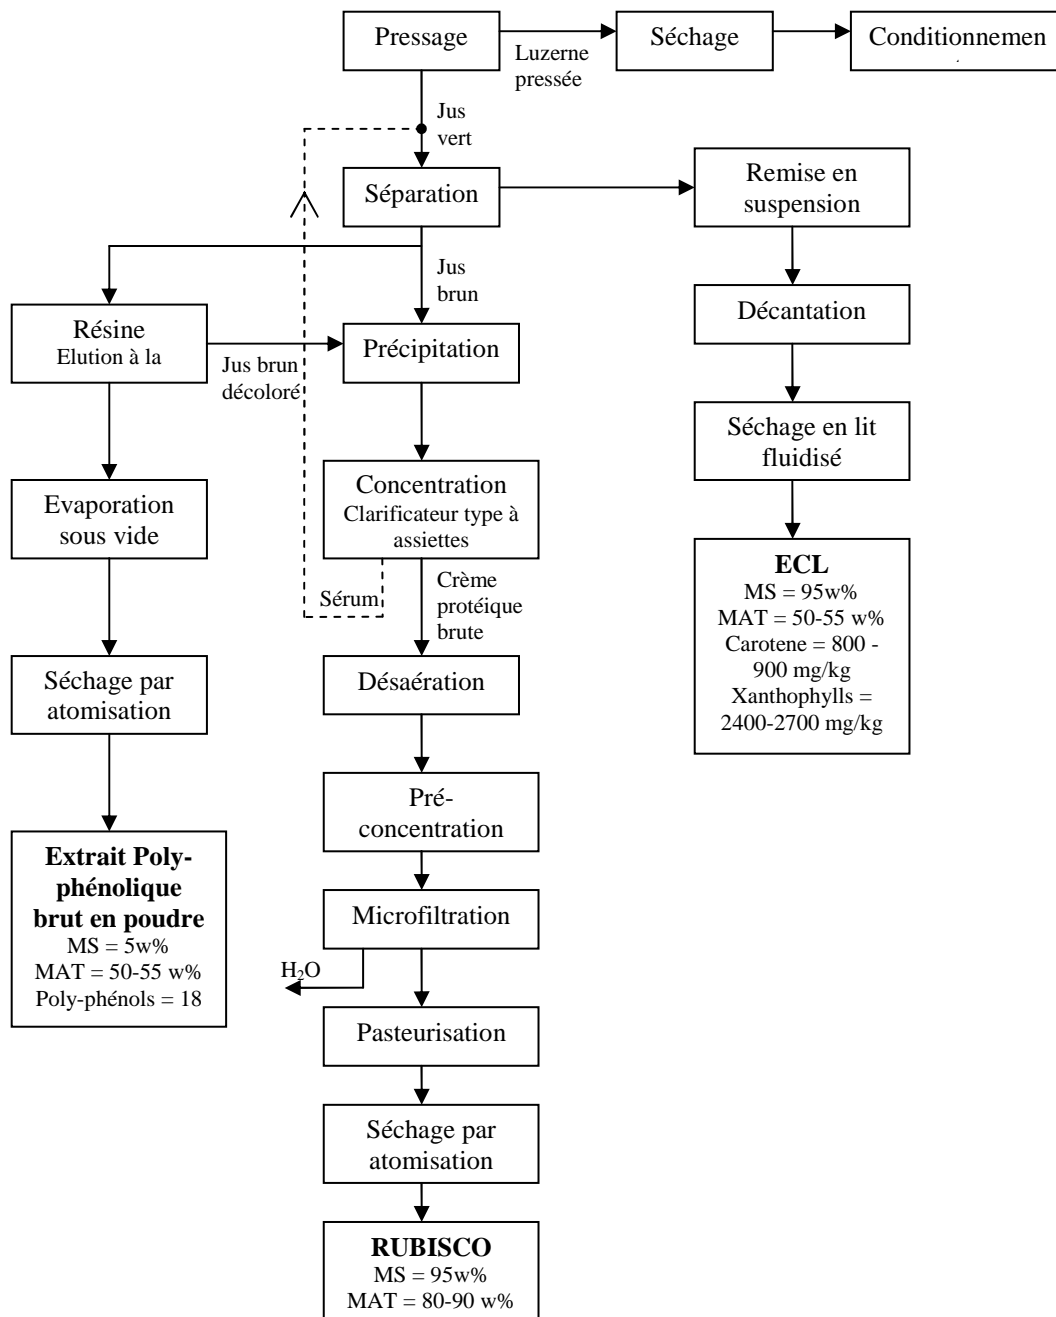 Pressage
Luzerne
pressée
Séchage
Conditionnemen
Jus
vert
Séparation
Remise en
suspension
Jus
brun
Décantation
Résine
Elution à la
Jus brun
décoloré
Précipitation
Séchage en lit
fluidisé
Concentration
Clarificateur type à
assiettes
Evaporation
sous vide
Sérum
Crème
protéique
brute
ECL
MS = 95w%
MAT = 50-55 w%
Carotene = 800 -
900 mg/kg
Xanthophylls =
2400-2700 mg/kg
Séchage par
atomisation
Désaération
Pré-
concentration
Extrait Poly-
phénolique
brut en poudre
MS = 5w%
MAT = 50-55 w%
Poly-phénols = 18
Microfiltration
H₂O
Pasteurisation
Séchage par
atomisation
RUBISCO
MS = 95w%
MAT = 80-90 w%